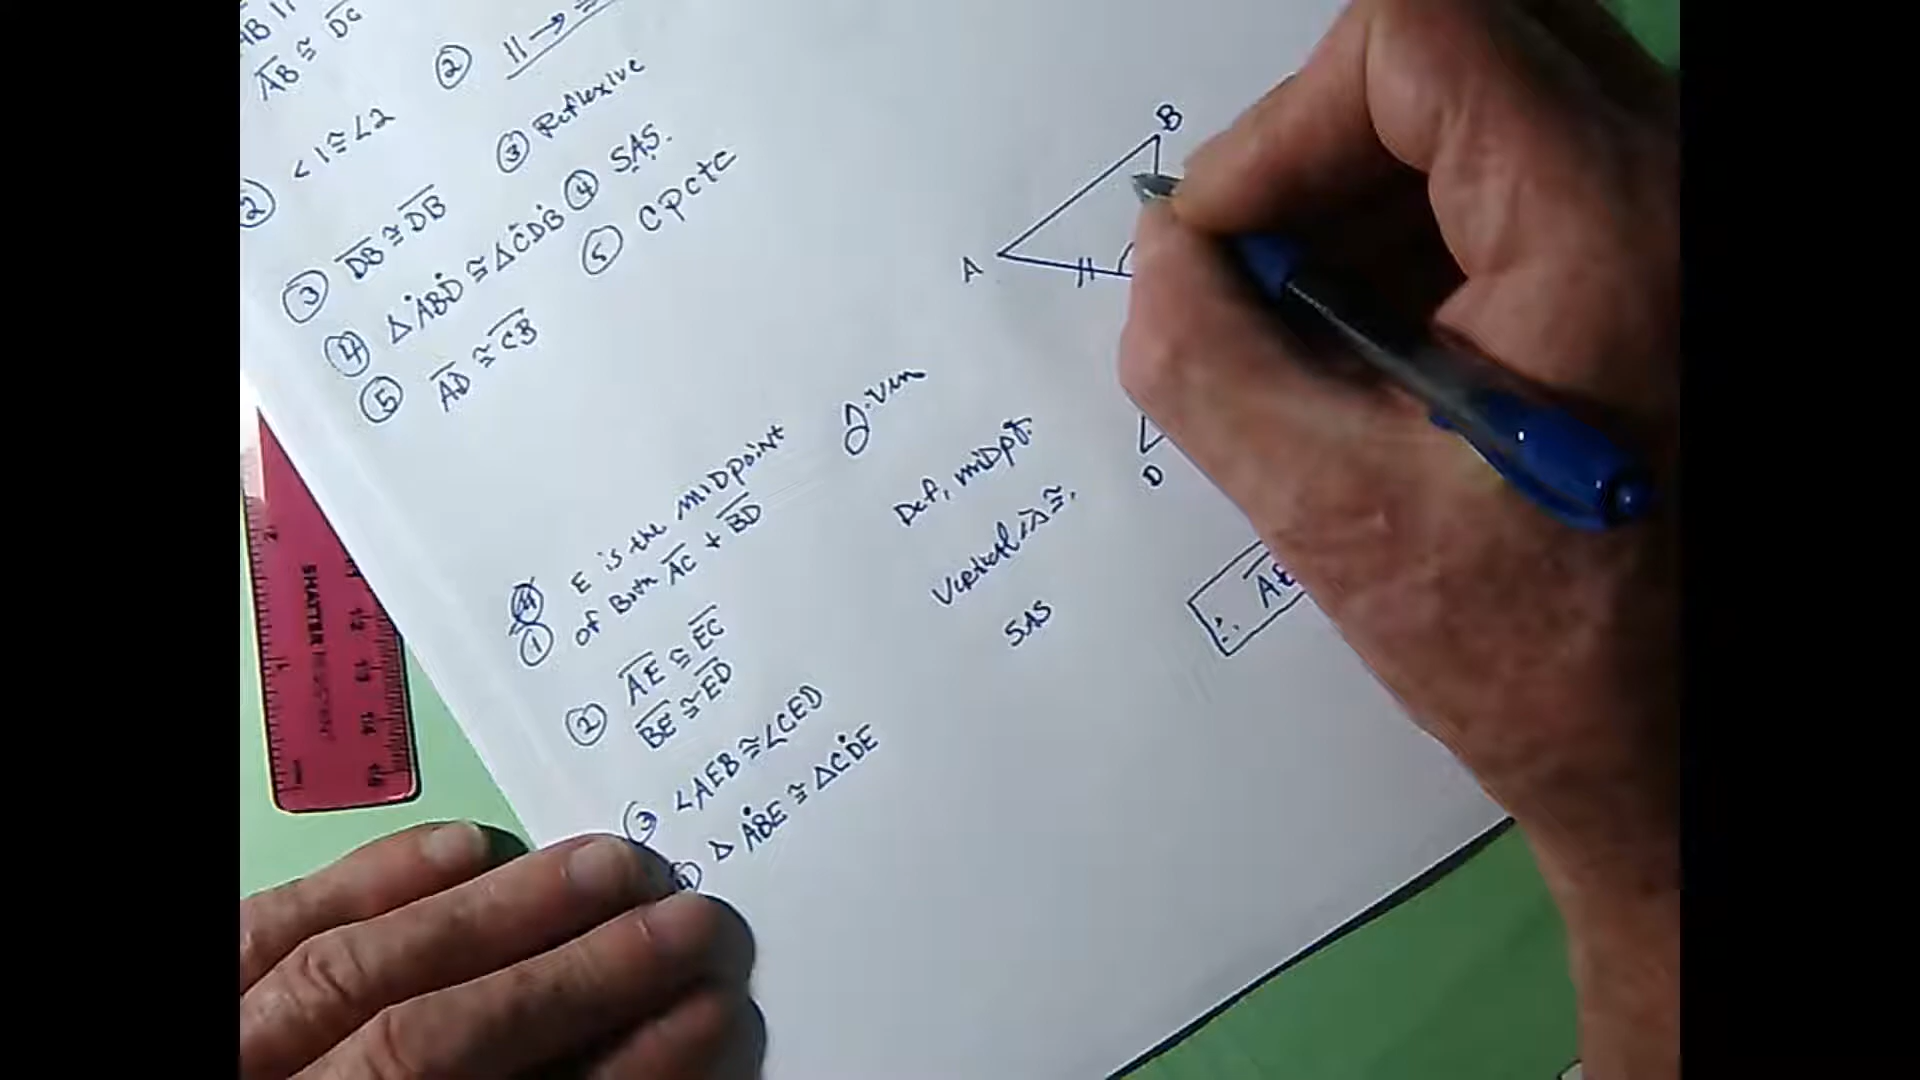 AB ||
AB ≅ DC
② || → ≅
② <1 ≅ ∠2
③ Reflexive
③ DB ≅ DB
④ SAS.
④ △ABD ≅ △CDB
⑤ CPCTC
⑤ AD ≅ CB
B
A
D
① E is the miDpoint
of Both AC + BD
Given
② AE ≅ EC
BE ≅ ED
Def, miDpt.
③ ∠AEB ≅ ∠CED
Vertical ∠'s ≅.
④ △ABE ≅ △CDE
SAS
∴ AE
SHATTER